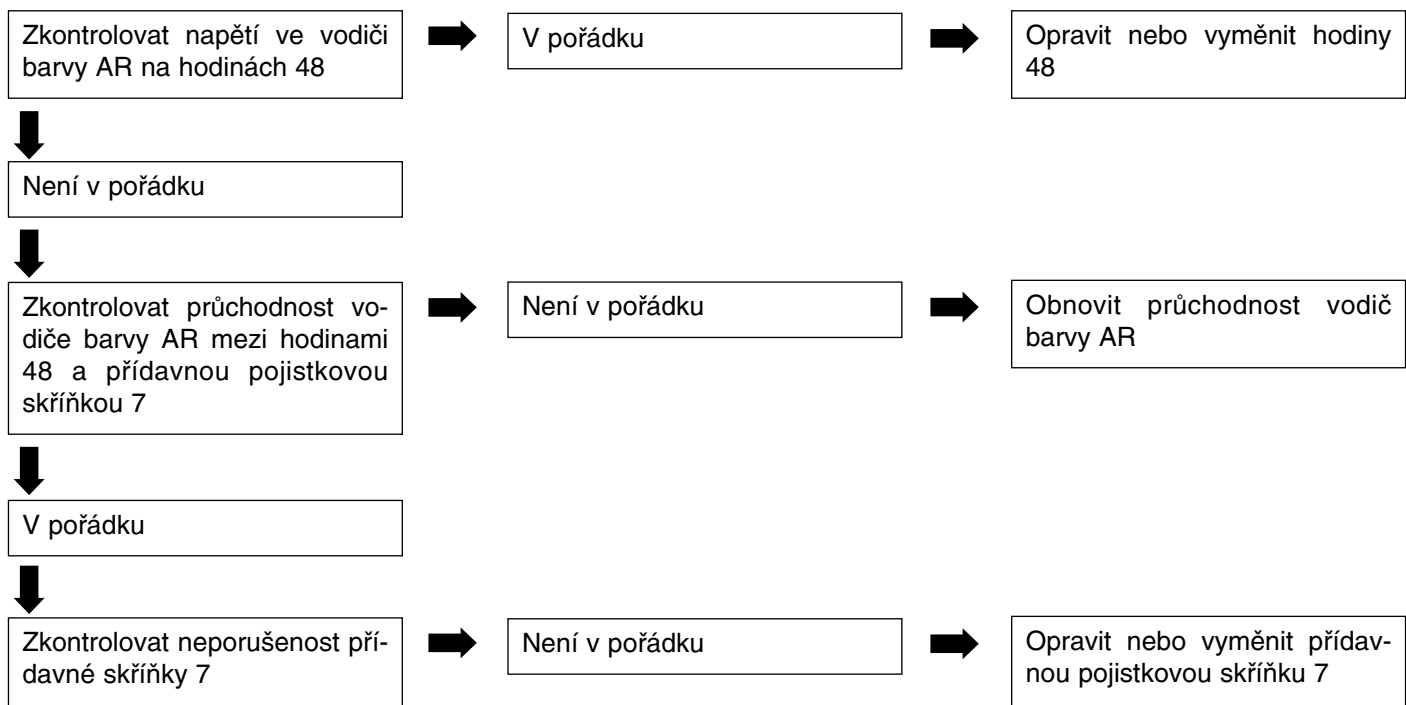 Zkontrolovat napětí ve vodiči
barvy AR na hodinách 48
V pořádku
Opravit nebo vyměnit hodiny
48
Není v pořádku
Zkontrolovat průchodnost vo-
diče barvy AR mezi hodinami
48 a přídavnou pojistkovou
skříňkou 7
Není v pořádku
Obnovit průchodnost vodič
barvy AR
V pořádku
Zkontrolovat neporušenost pří-
davné skříňky 7
Není v pořádku
Opravit nebo vyměnit přídav-
nou pojistkovou skříňku 7